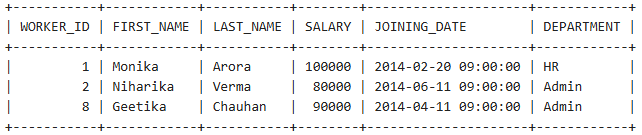 +-----------+------------+-----------+--------+---------------------+------------+
| WORKER_ID | FIRST_NAME | LAST_NAME | SALARY | JOINING_DATE        | DEPARTMENT |
+-----------+------------+-----------+--------+---------------------+------------+
|         1 | Monika     | Arora     | 100000 | 2014-02-20 09:00:00 | HR         |
|         2 | Niharika   | Verma     |  80000 | 2014-06-11 09:00:00 | Admin      |
|         8 | Geetika    | Chauhan   |  90000 | 2014-04-11 09:00:00 | Admin      |
+-----------+------------+-----------+--------+---------------------+------------+